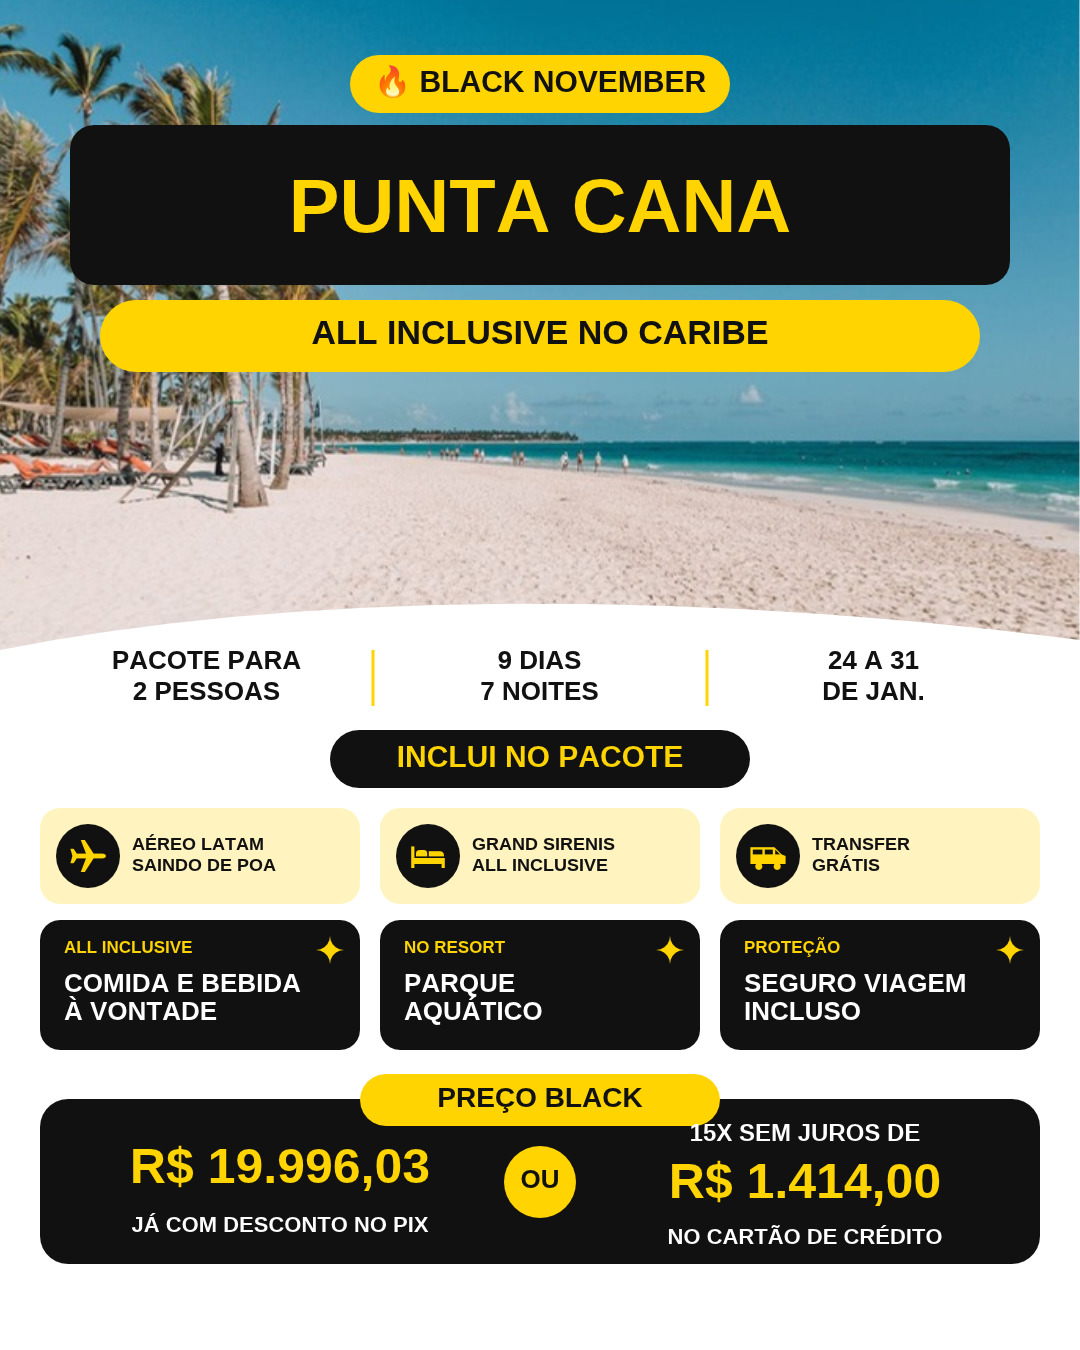 🔥 BLACK NOVEMBER
PUNTA CANA
ALL INCLUSIVE NO CARIBE
PACOTE PARA
2 PESSOAS
9 DIAS
7 NOITES
24 A 31
DE JAN.
INCLUI NO PACOTE
AÉREO LATAM
SAINDO DE POA
GRAND SIRENIS
ALL INCLUSIVE
TRANSFER
GRÁTIS
ALL INCLUSIVE
COMIDA E BEBIDA
À VONTADE
NO RESORT
PARQUE
AQUÁTICO
PROTEÇÃO
SEGURO VIAGEM
INCLUSO
PREÇO BLACK
R$ 19.996,03
JÁ COM DESCONTO NO PIX
OU
15X SEM JUROS DE
R$ 1.414,00
NO CARTÃO DE CRÉDITO